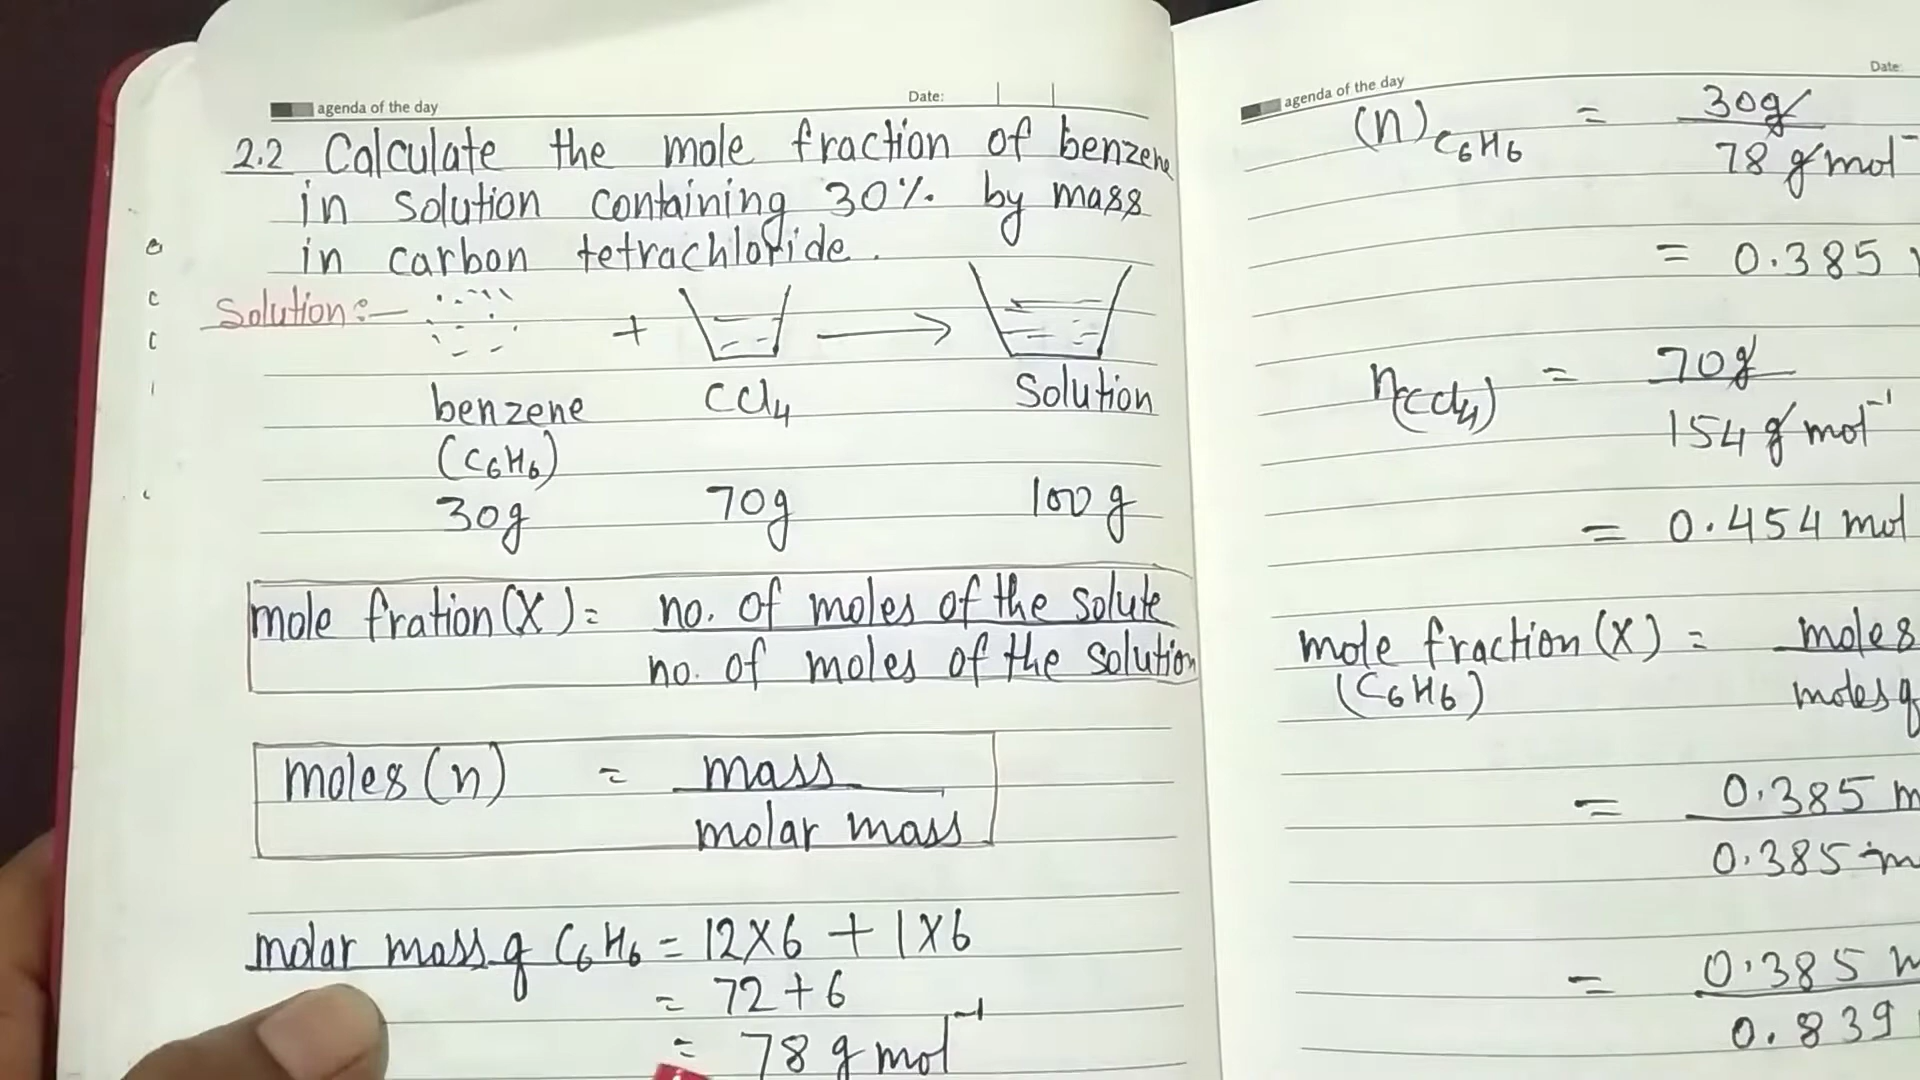 agenda of the day Date:
2.2 Calculate the mole fraction of benzene
in solution containing 30% by mass
in carbon tetrachloride.
Solution:—
+ ⟶
benzene CCl4 Solution
(C6H6)
30g 70g 100 g
mole fration (X) = no. of moles of the solute
no. of moles of the solution
moles (n) = mass
molar mass
molar mass of C6H6 = 12X6 + 1X6
= 72+6
= 78 g mol⁻¹
agenda of the day Date:
(n)C6H6 = 30g
78 g mol⁻
= 0.385
n(CCl4) = 70g
154 g mol⁻¹
= 0.454 mol
mole fraction (X) = moles
(C6H6) moles of
= 0.385 m
0.385 m
= 0.385 m
0.839